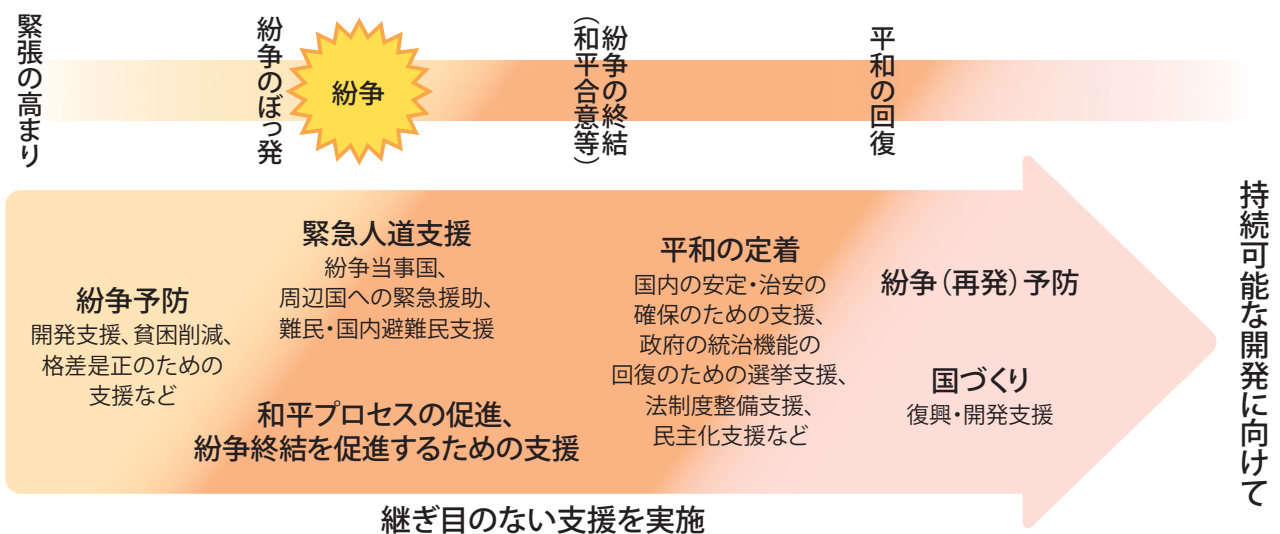 緊張の高まり
紛争のぼっ発
紛争
紛争の終結
（和平合意等）
平和の回復
紛争予防
開発支援、貧困削減、
格差是正のための
支援など
緊急人道支援
紛争当事国、
周辺国への緊急援助、
難民・国内避難民支援
和平プロセスの促進、
紛争終結を促進するための支援
平和の定着
国内の安定・治安の
確保のための支援、
政府の統治機能の
回復のための選挙支援、
法制度整備支援、
民主化支援など
紛争（再発）予防
国づくり
復興・開発支援
持続可能な開発に向けて
継ぎ目のない支援を実施